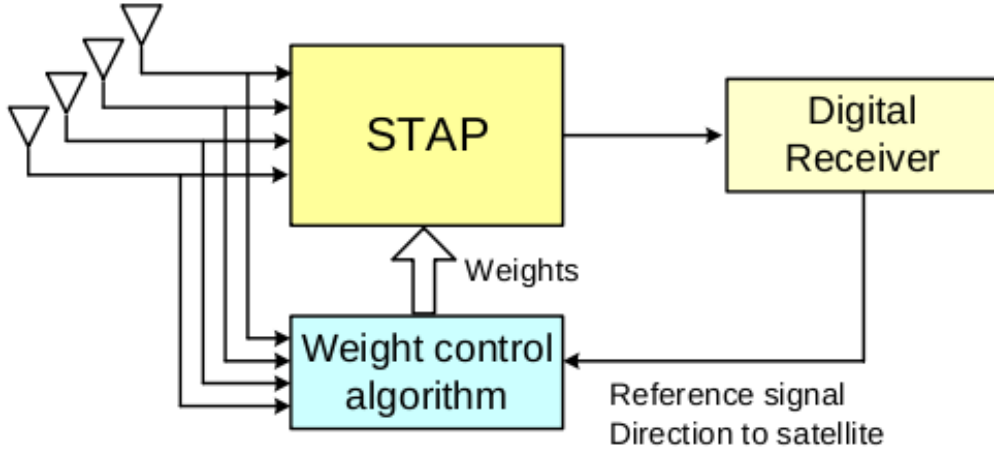 STAP
Digital
Receiver
Weights
Weight control
algorithm
Reference signal
Direction to satellite